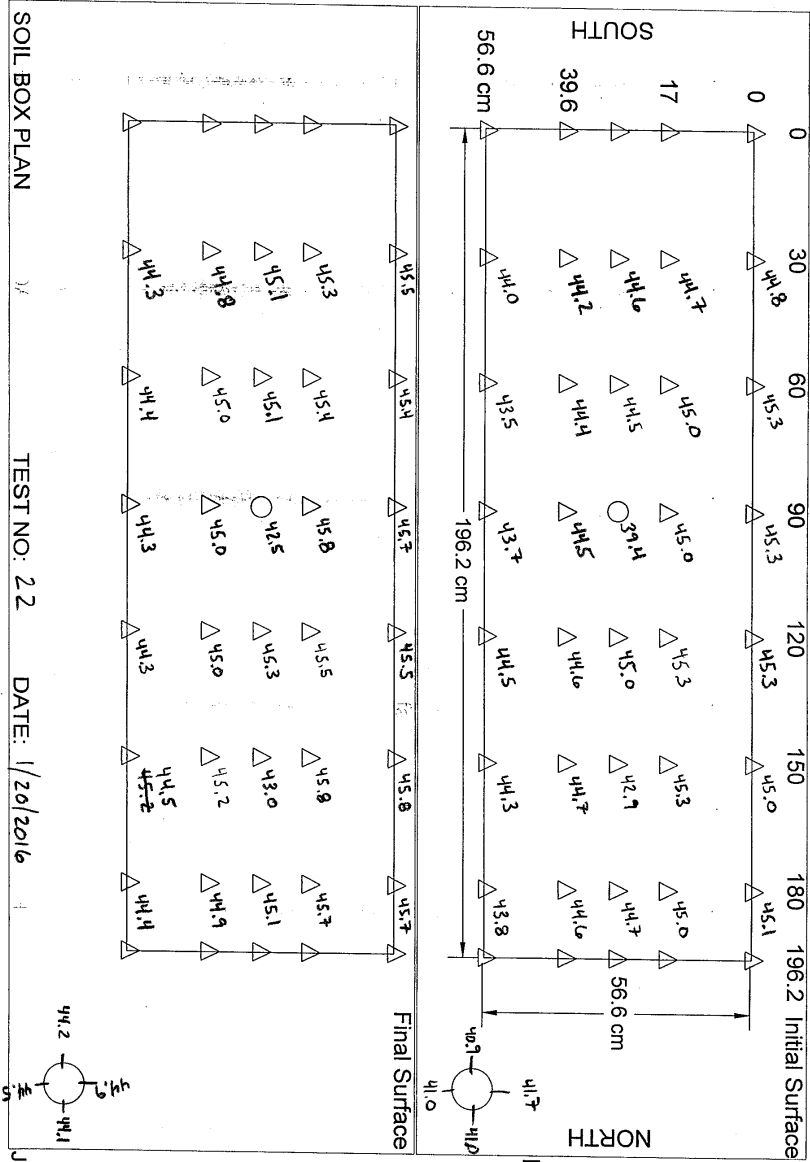 0 30 60 90 120 150 180 196.2 Initial Surface
0 44.8 45.3 45.3 45.3 45.0 45.1
17 44.7 45.0 45.0 45.3 45.3 45.0
SOUTH
NORTH
44.6 44.5 39.4 45.0 42.9 44.7
56.6 cm
39.6 44.2 44.4 44.5 44.6 44.7 44.6
56.6 cm 44.0 43.5 43.7 44.5 44.3 43.8
196.2 cm
41.7
40.9 41.0
41.0
Final Surface
45.5 45.4 45.7 45.5 45.8 45.7
45.3 45.4 45.8 45.5 45.8 45.7
45.1 45.1 42.5 45.3 43.0 45.1
44.8 45.0 45.0 45.0 45.2 44.9
44.3 44.4 44.3 44.3 44.5 44.4
45.2
44.9
44.2 44.1
44.5
SOIL BOX PLAN TEST NO: 22 DATE: 1/20/2016